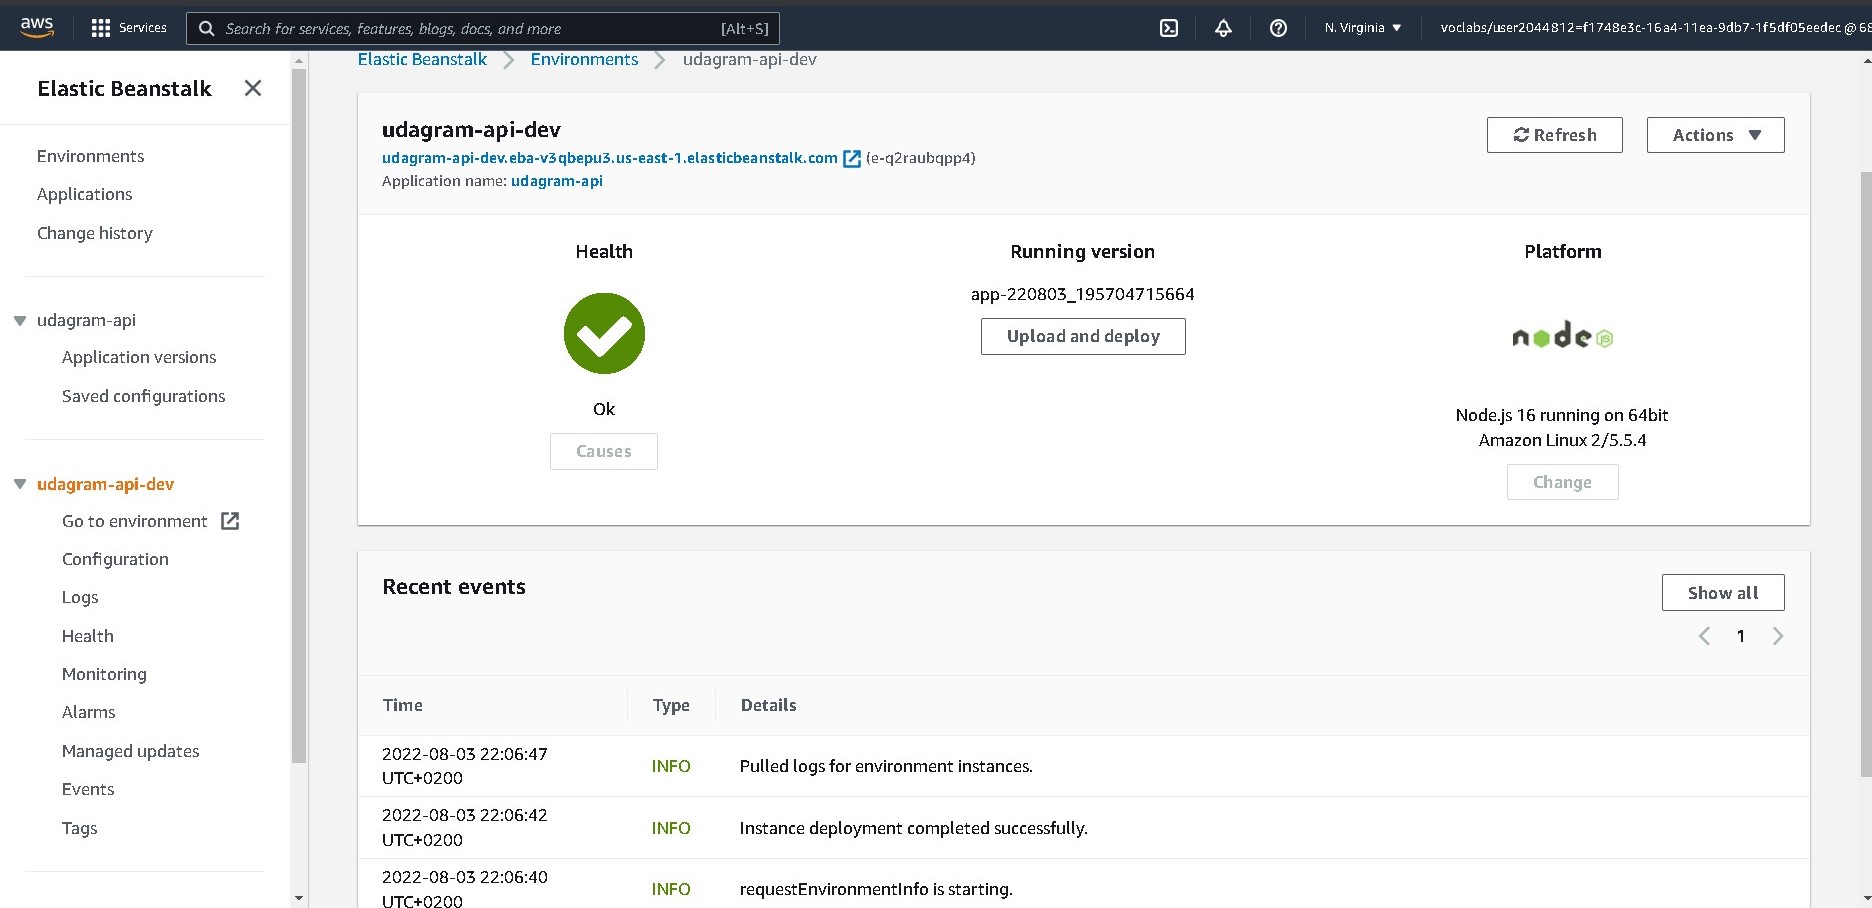 aws
Services
Search for services, features, blogs, docs, and more
[Alt+S]
N. Virginia
voclabs/user2044812=f1748e3c-16a4-11ea-9db7-1f5df05eedec @ 68
Elastic Beanstalk
Environments
Applications
Change history
udagram-api
Application versions
Saved configurations
udagram-api-dev
Go to environment
Configuration
Logs
Health
Monitoring
Alarms
Managed updates
Events
Tags
Elastic Beanstalk
Environments
udagram-api-dev
udagram-api-dev
udagram-api-dev.eba-v3qbepu3.us-east-1.elasticbeanstalk.com (e-q2raubqpp4)
Application name: udagram-api
Refresh
Actions
Health
Ok
Causes
Running version
app-220803_195704715664
Upload and deploy
Platform
node
JS
Node.js 16 running on 64bit
Amazon Linux 2/5.5.4
Change
Recent events
Show all
1
Time Type Details
2022-08-03 22:06:47
UTC+0200
INFO
Pulled logs for environment instances.
2022-08-03 22:06:42
UTC+0200
INFO
Instance deployment completed successfully.
2022-08-03 22:06:40
UTC+0200
INFO
requestEnvironmentInfo is starting.